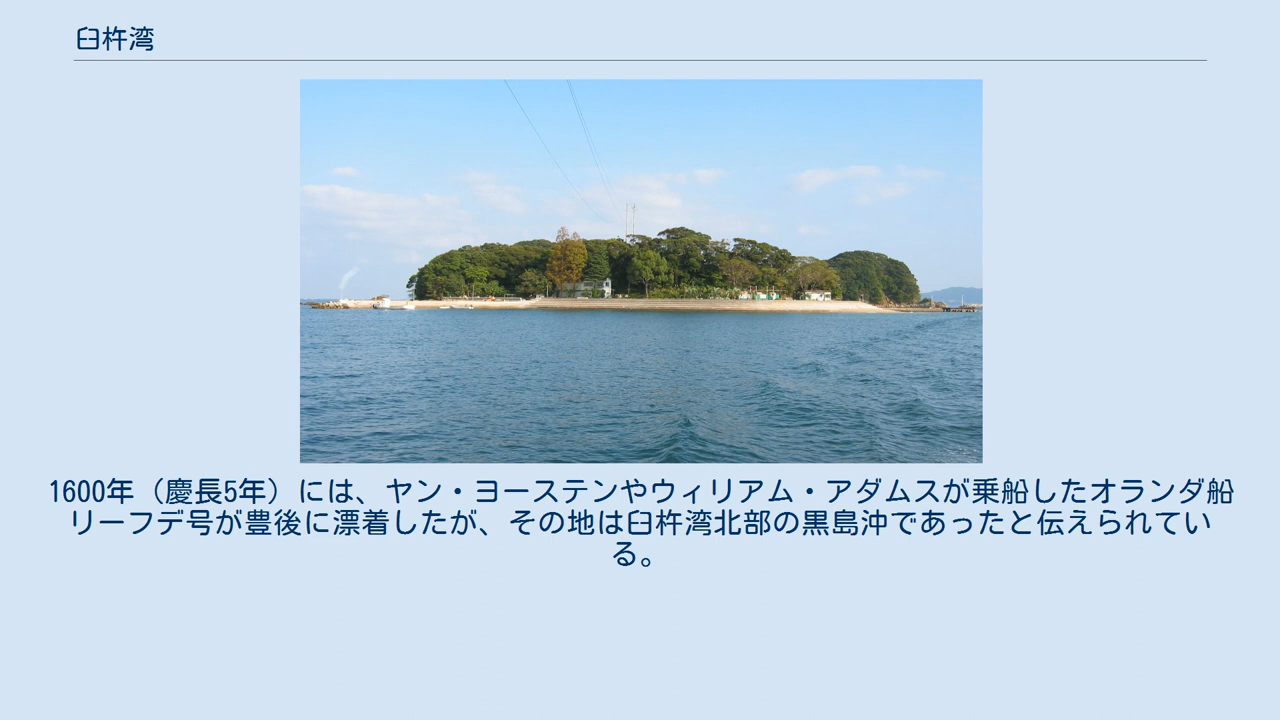 臼杵湾
1600年（慶長5年）には、ヤン・ヨーステンやウィリアム・アダムスが乗船したオランダ船
リーフデ号が豊後に漂着したが、その地は臼杵湾北部の黒島沖であったと伝えられてい
る。